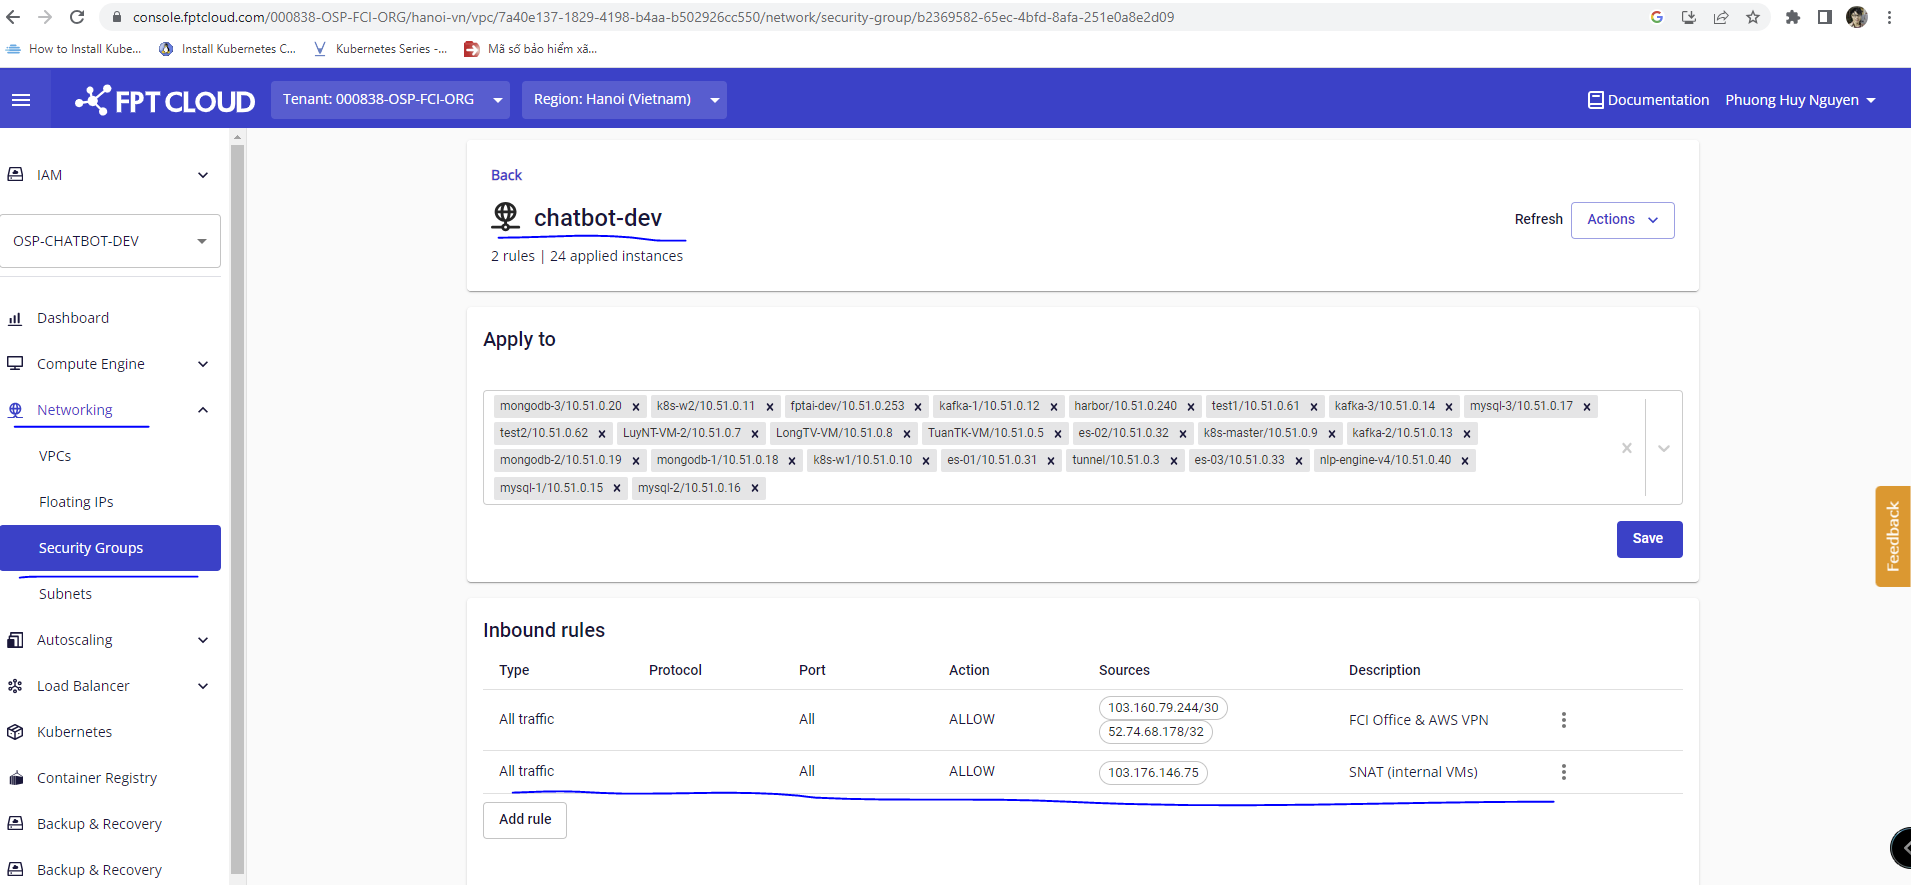 console.fptcloud.com/000838-OSP-FCI-ORG/hanoi-vn/vpc/7a40e137-1829-4198-b4aa-b502926cc550/network/security-group/b2369582-65ec-4bfd-8afa-251e0a8e2d09
How to Install Kube... Install Kubernetes C... Kubernetes Series -... Mã số bảo hiểm xã...
FPT CLOUD Tenant: 000838-OSP-FCI-ORG Region: Hanoi (Vietnam) Documentation Phuong Huy Nguyen
IAM
OSP-CHATBOT-DEV
Dashboard
Compute Engine
Networking
VPCs
Floating IPs
Security Groups
Subnets
Autoscaling
Load Balancer
Kubernetes
Container Registry
Backup & Recovery
Backup & Recovery
Back
chatbot-dev
Refresh Actions
2 rules | 24 applied instances
Apply to
mongodb-3/10.51.0.20 x k8s-w2/10.51.0.11 x fptai-dev/10.51.0.253 x kafka-1/10.51.0.12 x harbor/10.51.0.240 x test1/10.51.0.61 x kafka-3/10.51.0.14 x mysql-3/10.51.0.17 x
test2/10.51.0.62 x LuyNT-VM-2/10.51.0.7 x LongTV-VM/10.51.0.8 x TuanTK-VM/10.51.0.5 x es-02/10.51.0.32 x k8s-master/10.51.0.9 x kafka-2/10.51.0.13 x
mongodb-2/10.51.0.19 x mongodb-1/10.51.0.18 x k8s-w1/10.51.0.10 x es-01/10.51.0.31 x tunnel/10.51.0.3 x es-03/10.51.0.33 x nlp-engine-v4/10.51.0.40 x
mysql-1/10.51.0.15 x mysql-2/10.51.0.16 x
Save
Feedback
Inbound rules
Type Protocol Port Action Sources Description
All traffic All ALLOW 103.160.79.244/30 52.74.68.178/32 FCI Office & AWS VPN
All traffic All ALLOW 103.176.146.75 SNAT (internal VMs)
Add rule